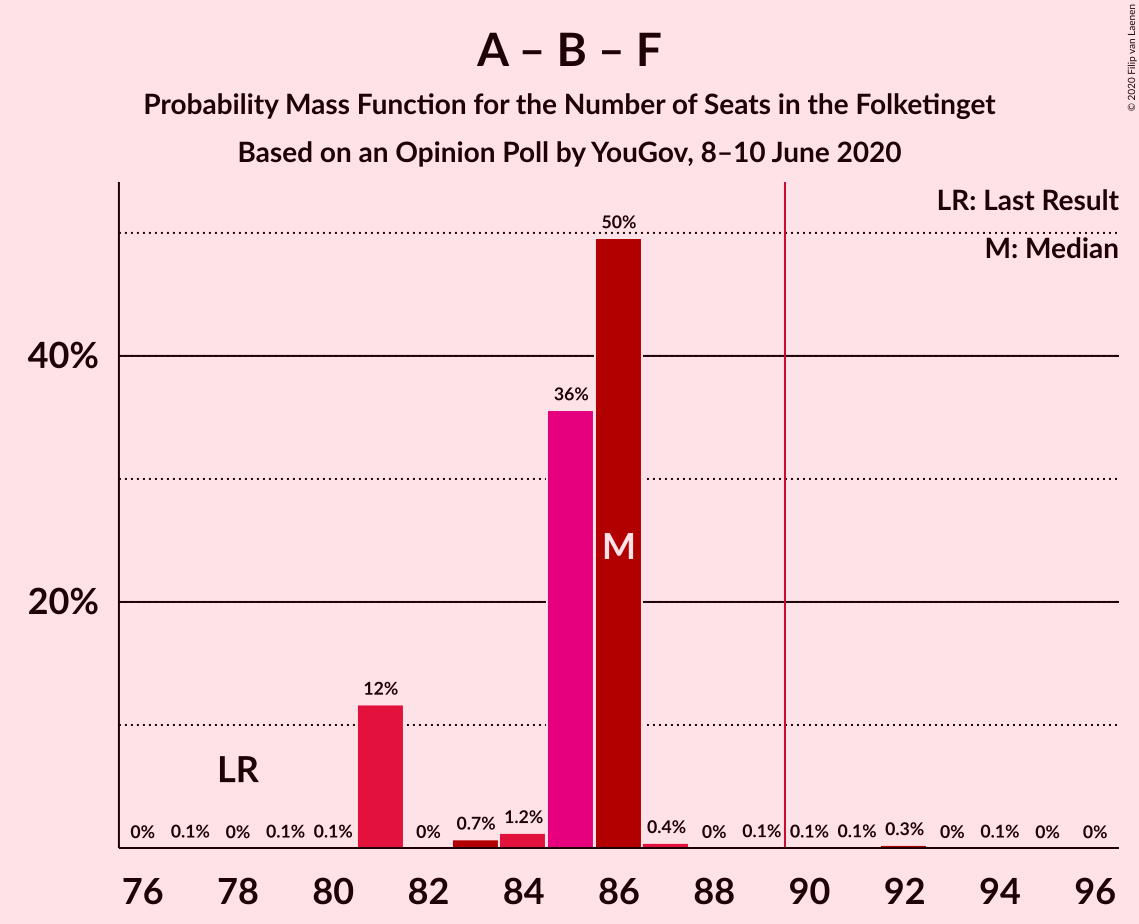 A – B – F
Probability Mass Function for the Number of Seats in the Folketinget
Based on an Opinion Poll by YouGov, 8–10 June 2020
© 2020 Filip van Laenen
LR: Last Result
M: Median
50%
40%
36%
M
20%
12%
LR
0% 0.1% 0% 0.1% 0.1% 0% 0.7% 1.2% 0.4% 0% 0.1% 0.1% 0.1% 0.3% 0% 0.1% 0% 0%
76 78 80 82 84 86 88 90 92 94 96